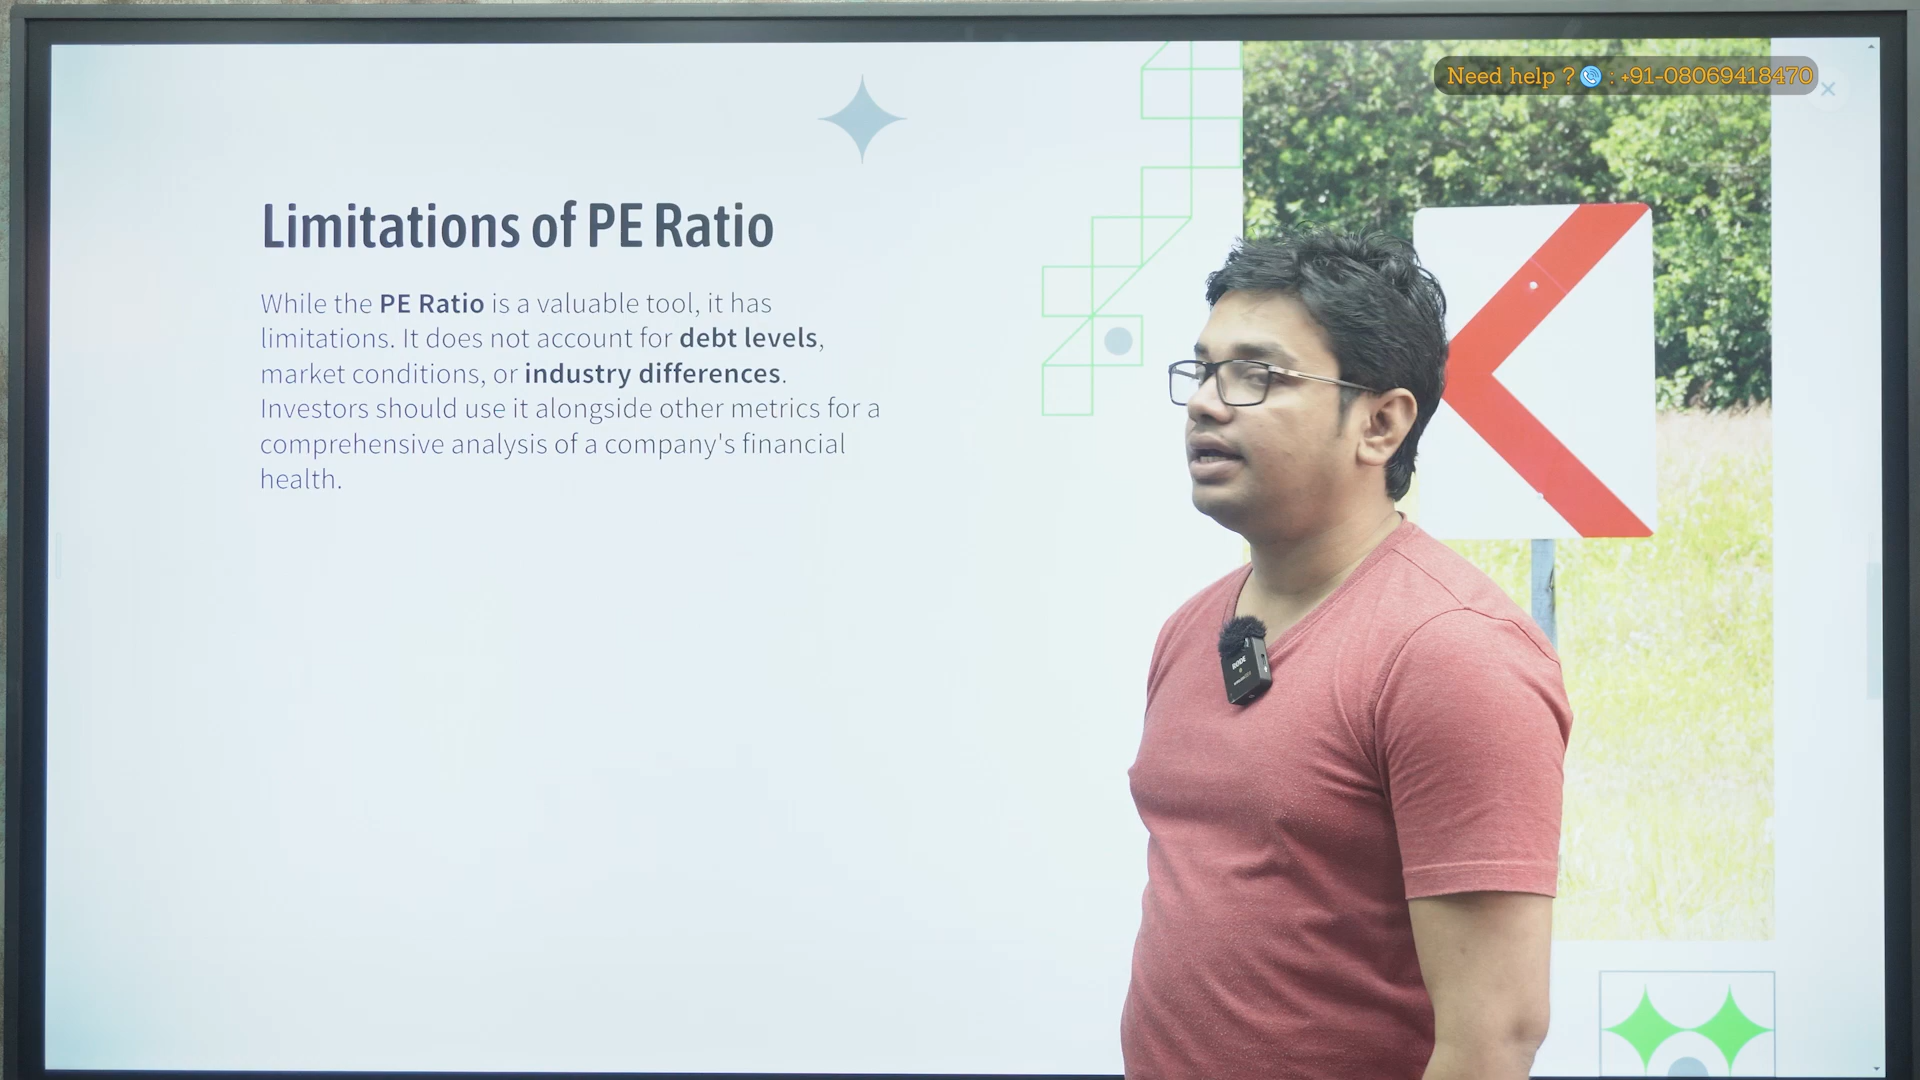 Need help ? : +91-08069418470
Limitations of PE Ratio
While the PE Ratio is a valuable tool, it has
limitations. It does not account for debt levels,
market conditions, or industry differences.
Investors should use it alongside other metrics for a
comprehensive analysis of a company's financial
health.
RØDE